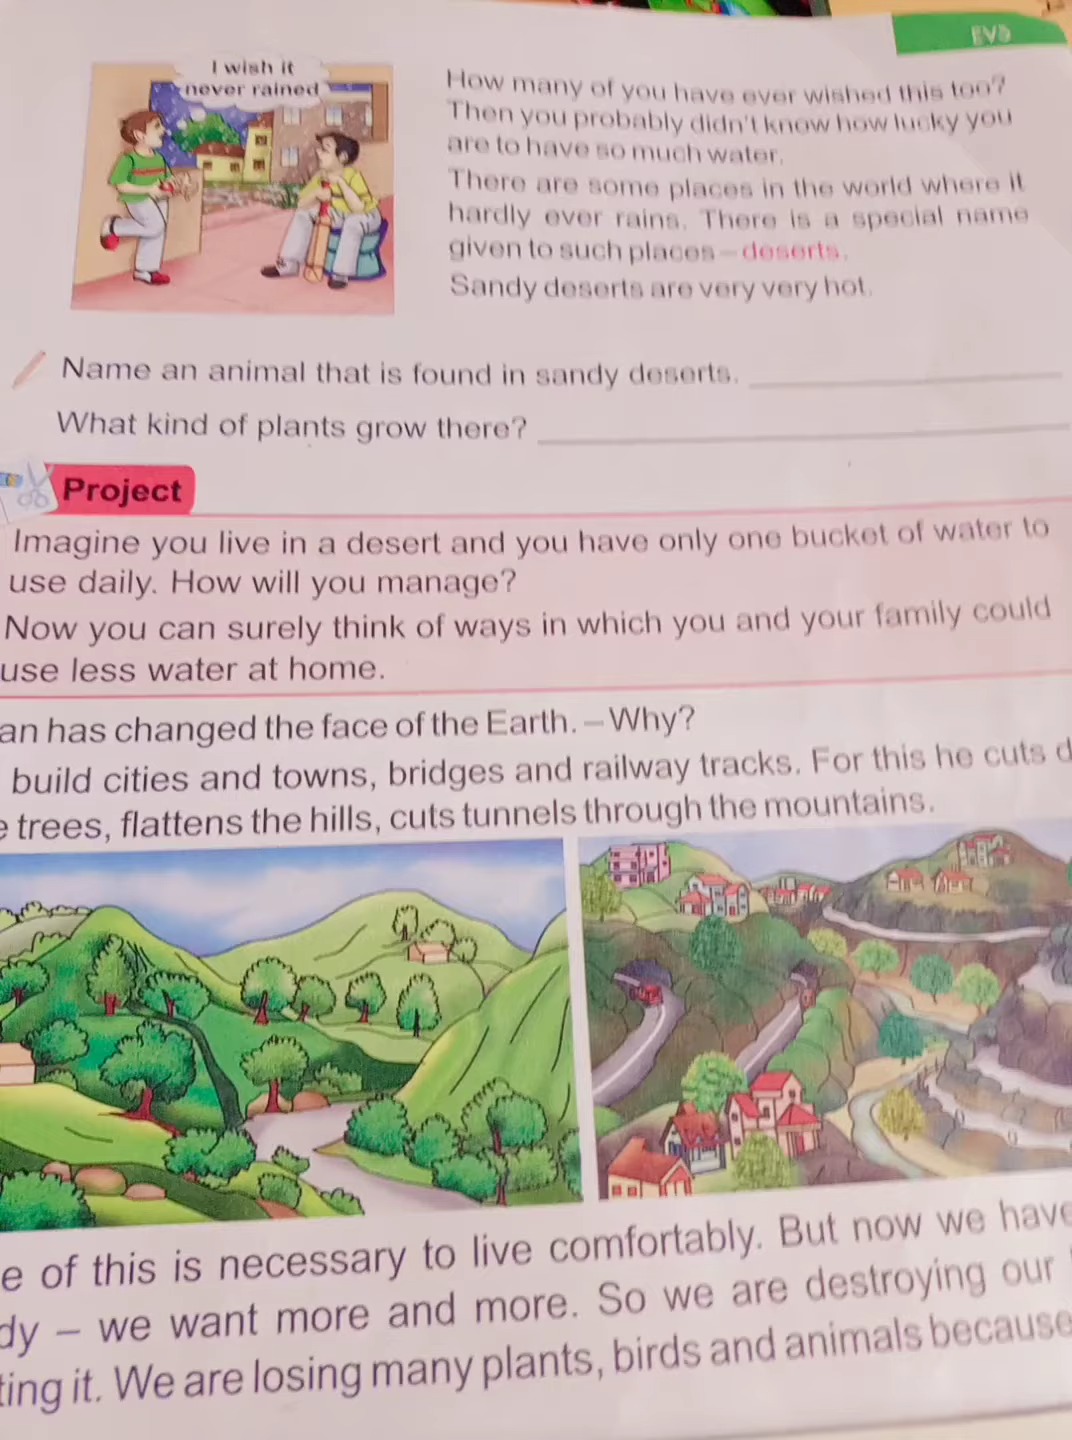 EVS
I wish it
never rained
How many of you have ever wished this too?
Then you probably didn't know how lucky you
are to have so much water.
There are some places in the world where it
hardly ever rains. There is a special name
given to such places – deserts.
Sandy deserts are very very hot.
Name an animal that is found in sandy deserts.
What kind of plants grow there?
Project
Imagine you live in a desert and you have only one bucket of water to
use daily. How will you manage?
Now you can surely think of ways in which you and your family could
use less water at home.
an has changed the face of the Earth. – Why?
build cities and towns, bridges and railway tracks. For this he cuts d
e trees, flattens the hills, cuts tunnels through the mountains.
e of this is necessary to live comfortably. But now we have
dy – we want more and more. So we are destroying our
ting it. We are losing many plants, birds and animals because